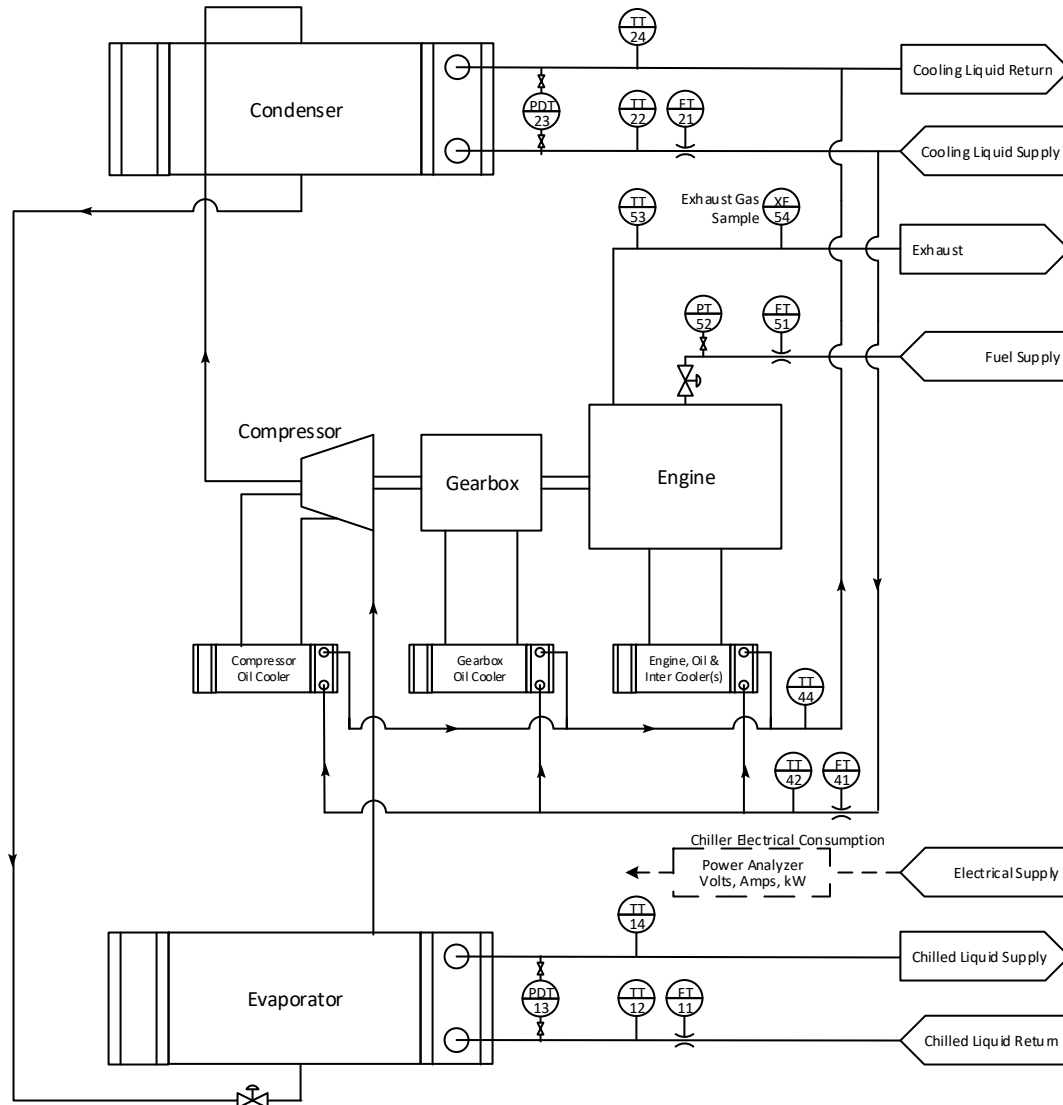 TT
24
Cooling Liquid Return
Condenser
PDT
23
TT
22
FT
21
Cooling Liquid Supply
TT
53
Exhaust Gas
Sample
XE
54
Exhaust
PT
52
FT
51
Fuel Supply
Compressor
Gearbox
Engine
Compressor
Oil Cooler
Gearbox
Oil Cooler
Engine, Oil &
Inter Cooler(s)
TT
44
TT
42
FT
41
Chiller Electrical Consumption
Power Analyzer
Volts, Amps, kW
Electrical Supply
TT
14
Chilled Liquid Supply
Evaporator
PDT
13
TT
12
FT
11
Chilled Liquid Return